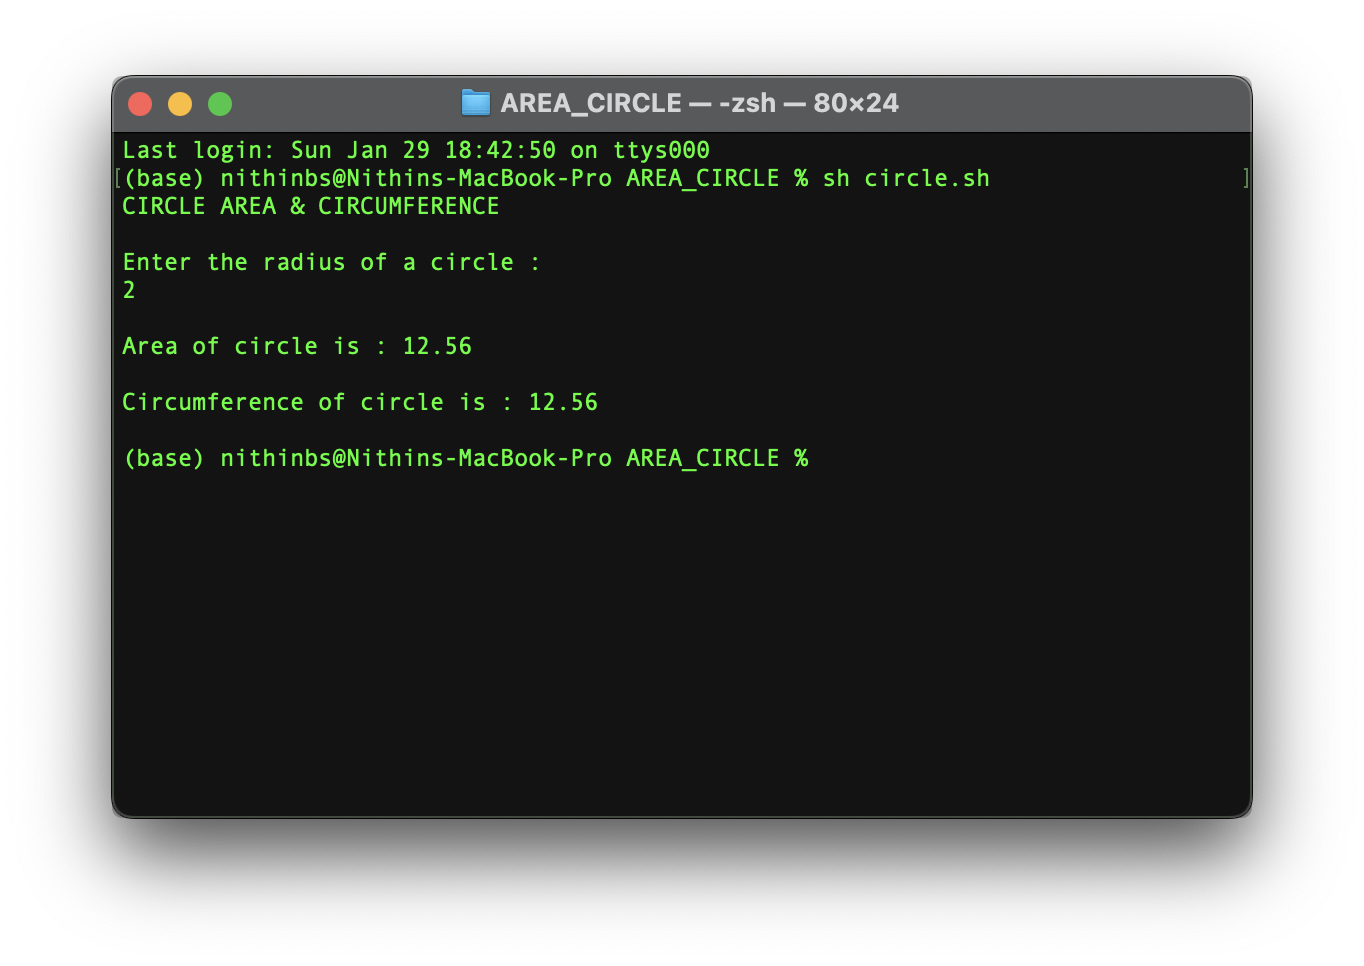 AREA_CIRCLE — -zsh — 80×24
Last login: Sun Jan 29 18:42:50 on ttys000
[(base) nithinbs@Nithins-MacBook-Pro AREA_CIRCLE % sh circle.sh ]
CIRCLE AREA & CIRCUMFERENCE
Enter the radius of a circle :
2
Area of circle is : 12.56
Circumference of circle is : 12.56
(base) nithinbs@Nithins-MacBook-Pro AREA_CIRCLE %